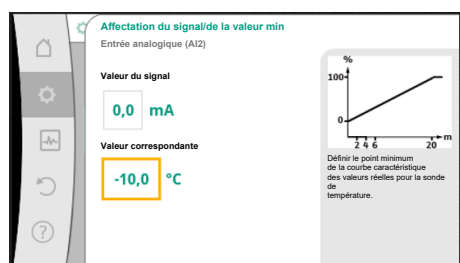 Affectation du signal/de la valeur min
Entrée analogique (AI2)
Valeur du signal
0,0 mA
Valeur correspondante
-10,0 °C
%
100
0
2 4 6 20 m
Définir le point minimum
de la courbe caractéristique
des valeurs réelles pour la sonde
de
température.
?